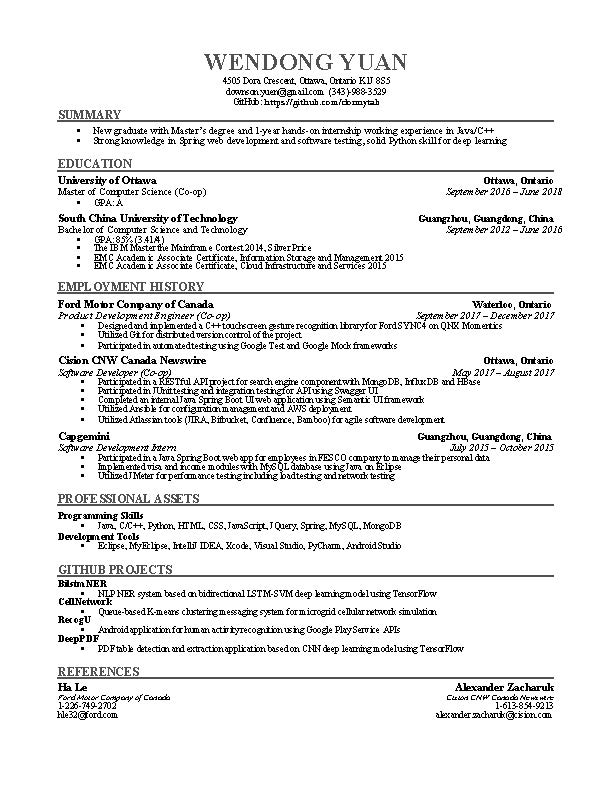 WENDONG YUAN
4505 Dora Crescent, Ottawa, Ontario K1J 8S5
downson.yuen@gmail.com (343)-988-3529
GitHub: https://github.com/donnytab
SUMMARY
▪ New graduate with Master's degree and 1-year hands-on internship working experience in Java/C++
▪ Strong knowledge in Spring web development and software testing, solid Python skill for deep learning
EDUCATION
University of Ottawa Ottawa, Ontario
Master of Computer Science (Co-op) September 2016 – June 2018
▪ GPA: A
South China University of Technology Guangzhou, Guangdong, China
Bachelor of Computer Science and Technology September 2012 – June 2016
▪ GPA: 85% (3.41/4)
▪ The IBM Master the Mainframe Contest 2014, Silver Price
▪ EMC Academic Associate Certificate, Information Storage and Management 2015
▪ EMC Academic Associate Certificate, Cloud Infrastructure and Services 2015
EMPLOYMENT HISTORY
Ford Motor Company of Canada Waterloo, Ontario
Product Development Engineer (Co-op) September 2017 – December 2017
▪ Designed and implemented a C++ touchscreen gesture recognition library for Ford SYNC4 on QNX Momentics
▪ Utilized Git for distributed version control of the project
▪ Participated in automated testing using Google Test and Google Mock frameworks
Cision CNW Canada Newswire Ottawa, Ontario
Software Developer (Co-op) May 2017 – August 2017
▪ Participated in a RESTful API project for search engine component with MongoDB, InfluxDB and HBase
▪ Participated in JUnit testing and integration testing for API using Swagger UI
▪ Completed an internal Java Spring Boot UI web application using Semantic UI framework
▪ Utilized Ansible for configuration management and AWS deployment
▪ Utilized Atlassian tools (JIRA, Bitbucket, Confluence, Bamboo) for agile software development
Capgemini Guangzhou, Guangdong, China
Software Development Intern July 2015 – October 2015
▪ Participated in a Java Spring Boot web app for employees in FESCO company to manage their personal data
▪ Implemented visa and income modules with MySQL database using Java on Eclipse
▪ Utilized JMeter for performance testing including load testing and network testing
PROFESSIONAL ASSETS
Programming Skills
▪ Java, C/C++, Python, HTML, CSS, JavaScript, JQuery, Spring, MySQL, MongoDB
Development Tools
▪ Eclipse, MyEclipse, IntelliJ IDEA, Xcode, Visual Studio, PyCharm, Android Studio
GITHUB PROJECTS
BilstmNER
▪ NLP NER system based on bidirectional LSTM-SVM deep learning model using TensorFlow
CellNetwork
▪ Queue-based K-means clustering messaging system for microgrid cellular network simulation
RecogU
▪ Android application for human activity recognition using Google Play Service APIs
DeepPDF
▪ PDF table detection and extraction application based on CNN deep learning model using TensorFlow
REFERENCES
Ha Le Alexander Zacharuk
Ford Motor Company of Canada Cision CNW Canada Newswire
1-226-749-2702 1-613-854-9213
hle32@ford.com alexander.zacharuk@cision.com